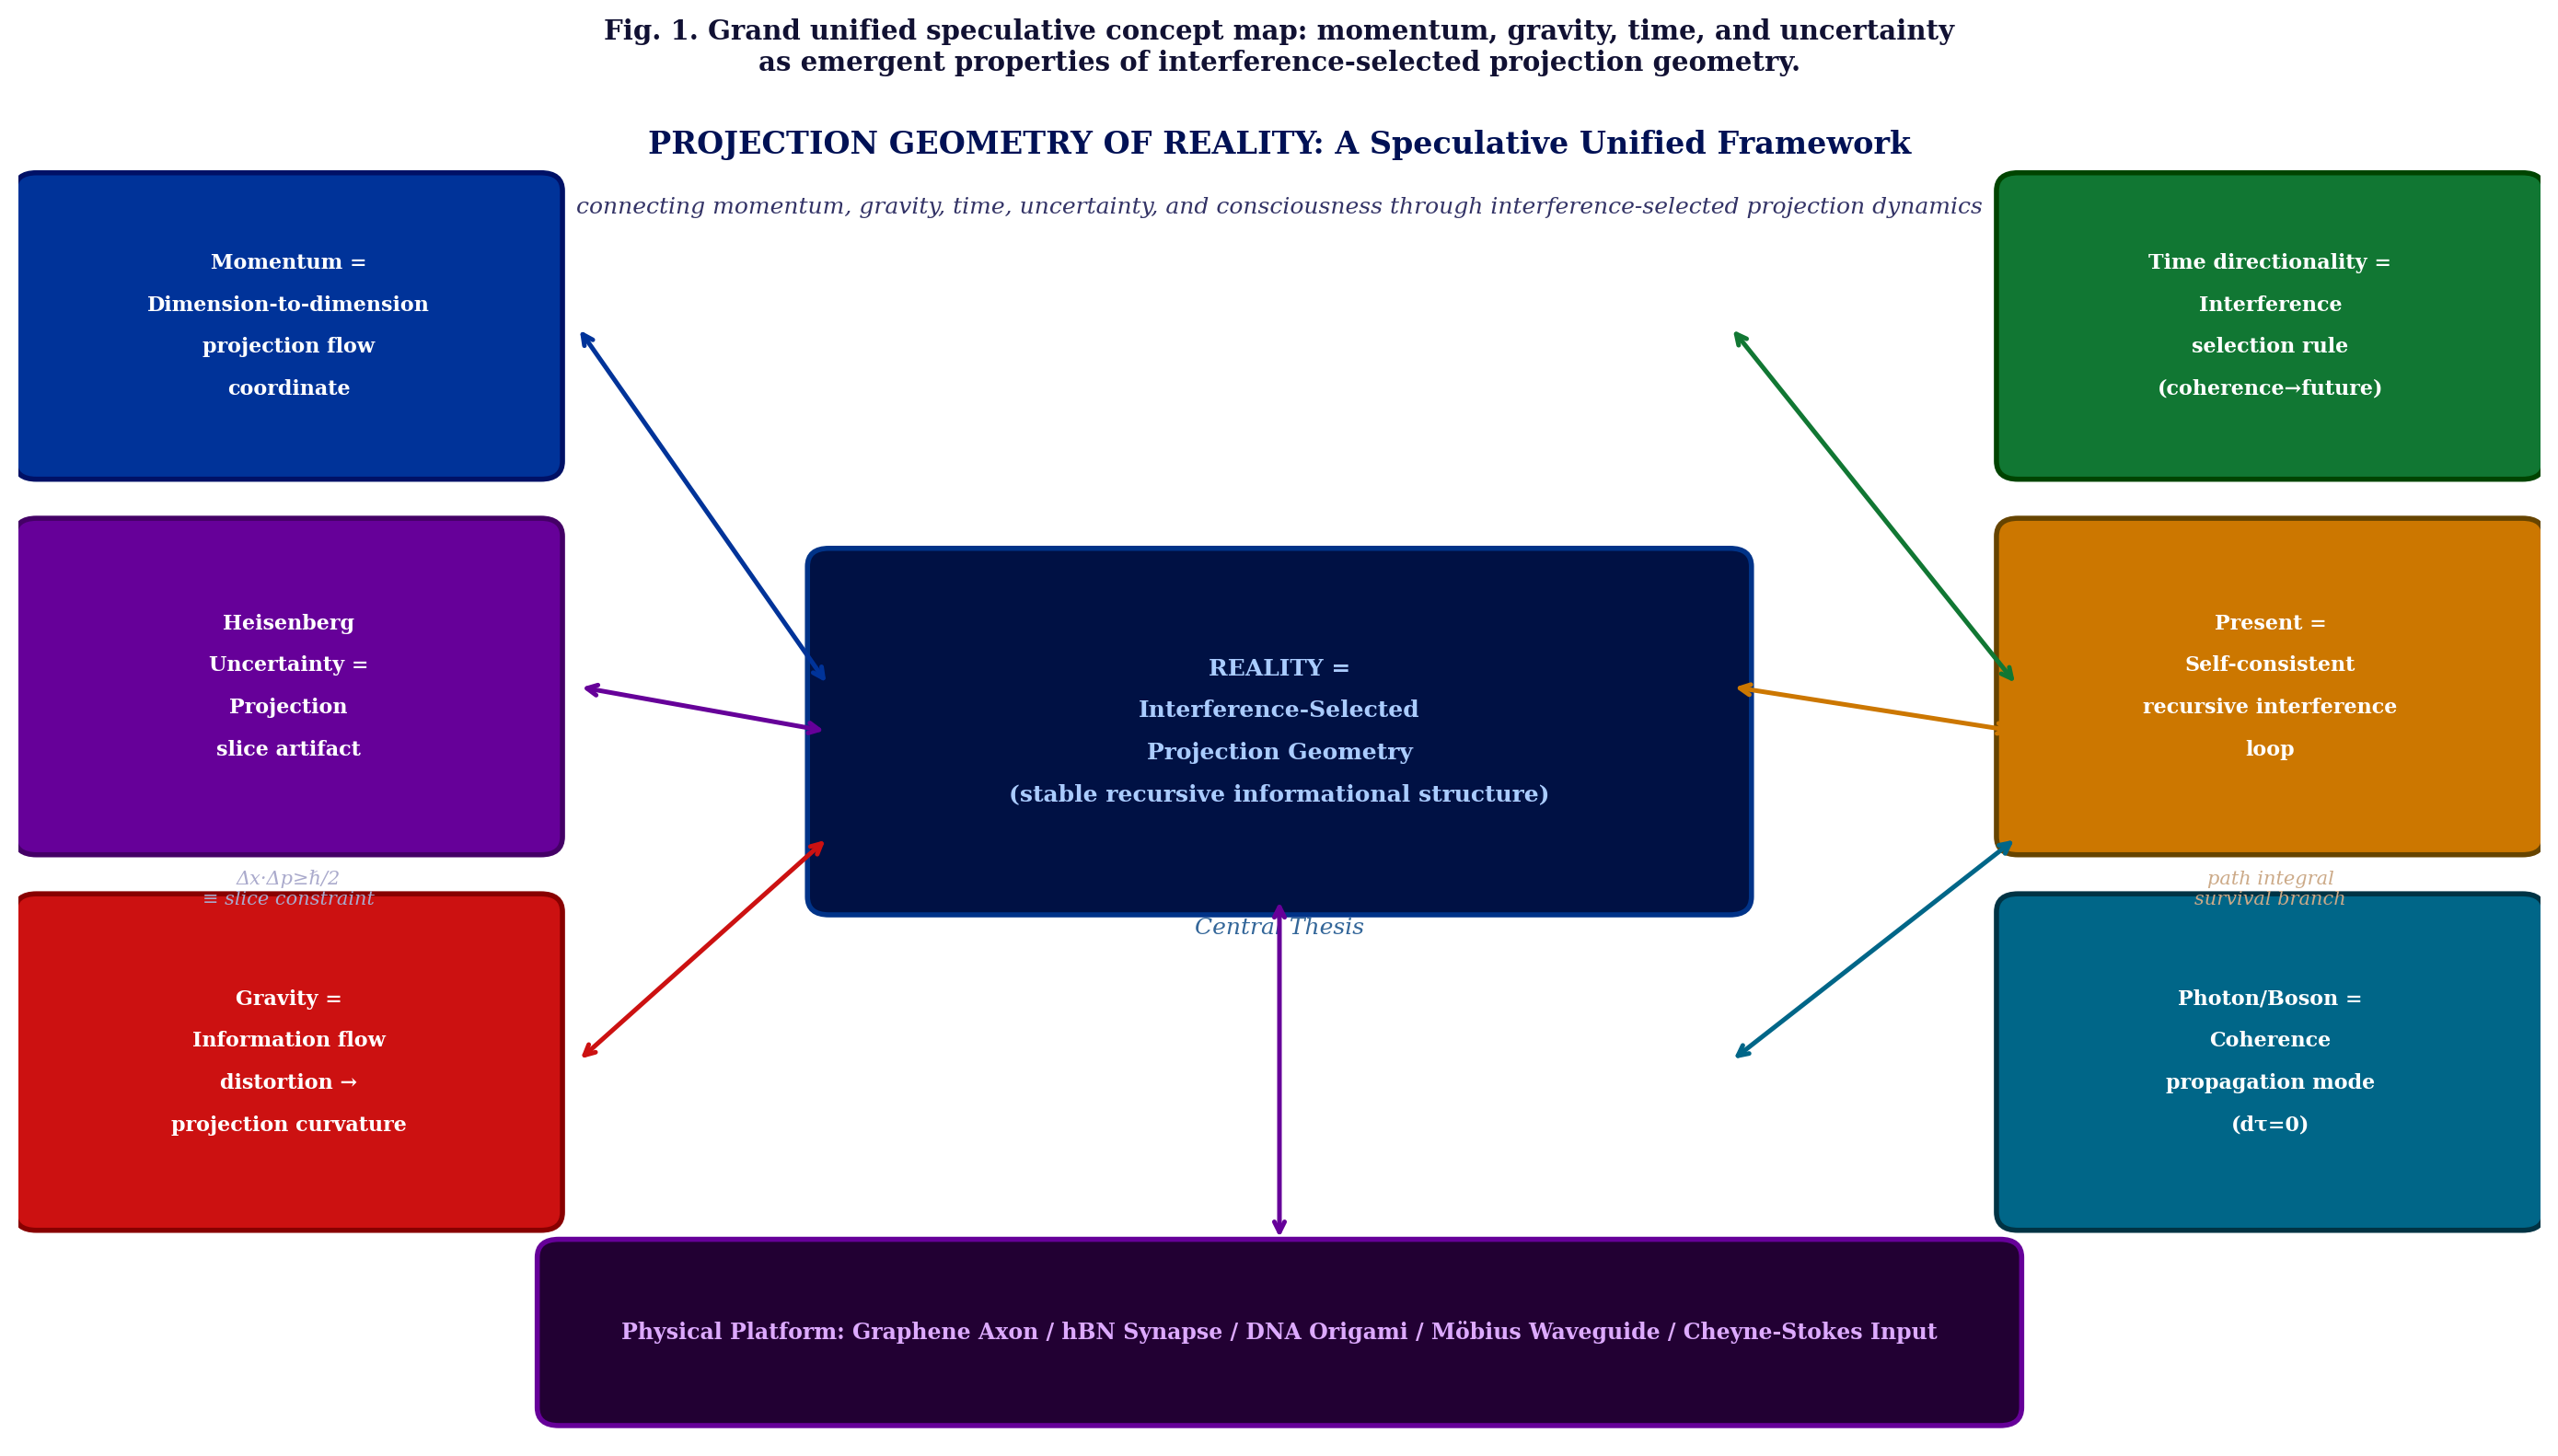 Fig. 1. Grand unified speculative concept map: momentum, gravity, time, and uncertainty
as emergent properties of interference-selected projection geometry.
PROJECTION GEOMETRY OF REALITY: A Speculative Unified Framework
connecting momentum, gravity, time, uncertainty, and consciousness through interference-selected projection dynamics
Momentum =
Dimension-to-dimension
projection flow
coordinate
Time directionality =
Interference
selection rule
(coherence→future)
Heisenberg
Uncertainty =
Projection
slice artifact
Δx·Δp≥ℏ/2
≡ slice constraint
REALITY =
Interference-Selected
Projection Geometry
(stable recursive informational structure)
Central Thesis
Present =
Self-consistent
recursive interference
loop
path integral
survival branch
Gravity =
Information flow
distortion →
projection curvature
Photon/Boson =
Coherence
propagation mode
(dτ=0)
Physical Platform: Graphene Axon / hBN Synapse / DNA Origami / Möbius Waveguide / Cheyne-Stokes Input